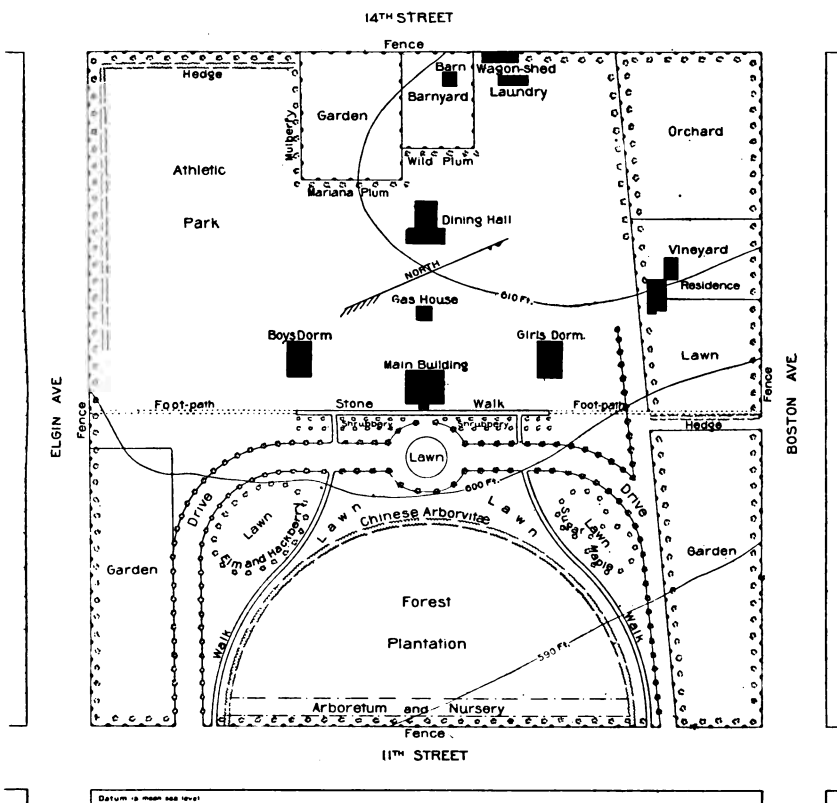 14TH STREET
Fence
Hedge
Barn
Wagon-shed
Barnyard
Laundry
Garden
Mulberry
Orchard
Athletic
Park
Wild Plum
Mariana Plum
Dining Hall
NORTH
Vineyard
Residence
610 Ft.
Gas House
Boys Dorm.
Girls Dorm.
Main Building
Lawn
ELGIN AVE
Fence
BOSTON AVE
Fence
Foot-path
Stone
Walk
Foot-path
Shrubbery
Shrubbery
Hedge
Lawn
600 Ft.
Drive
Drive
Lawn
Elm and Hackberry
Lawn
Chinese Arborvitæ
Lawn
Lawn
Sugar Maple
Garden
Garden
Forest
Plantation
Walk
Walk
590 Ft.
Arboretum and Nursery
Fence
11TH STREET
Datum is mean sea level